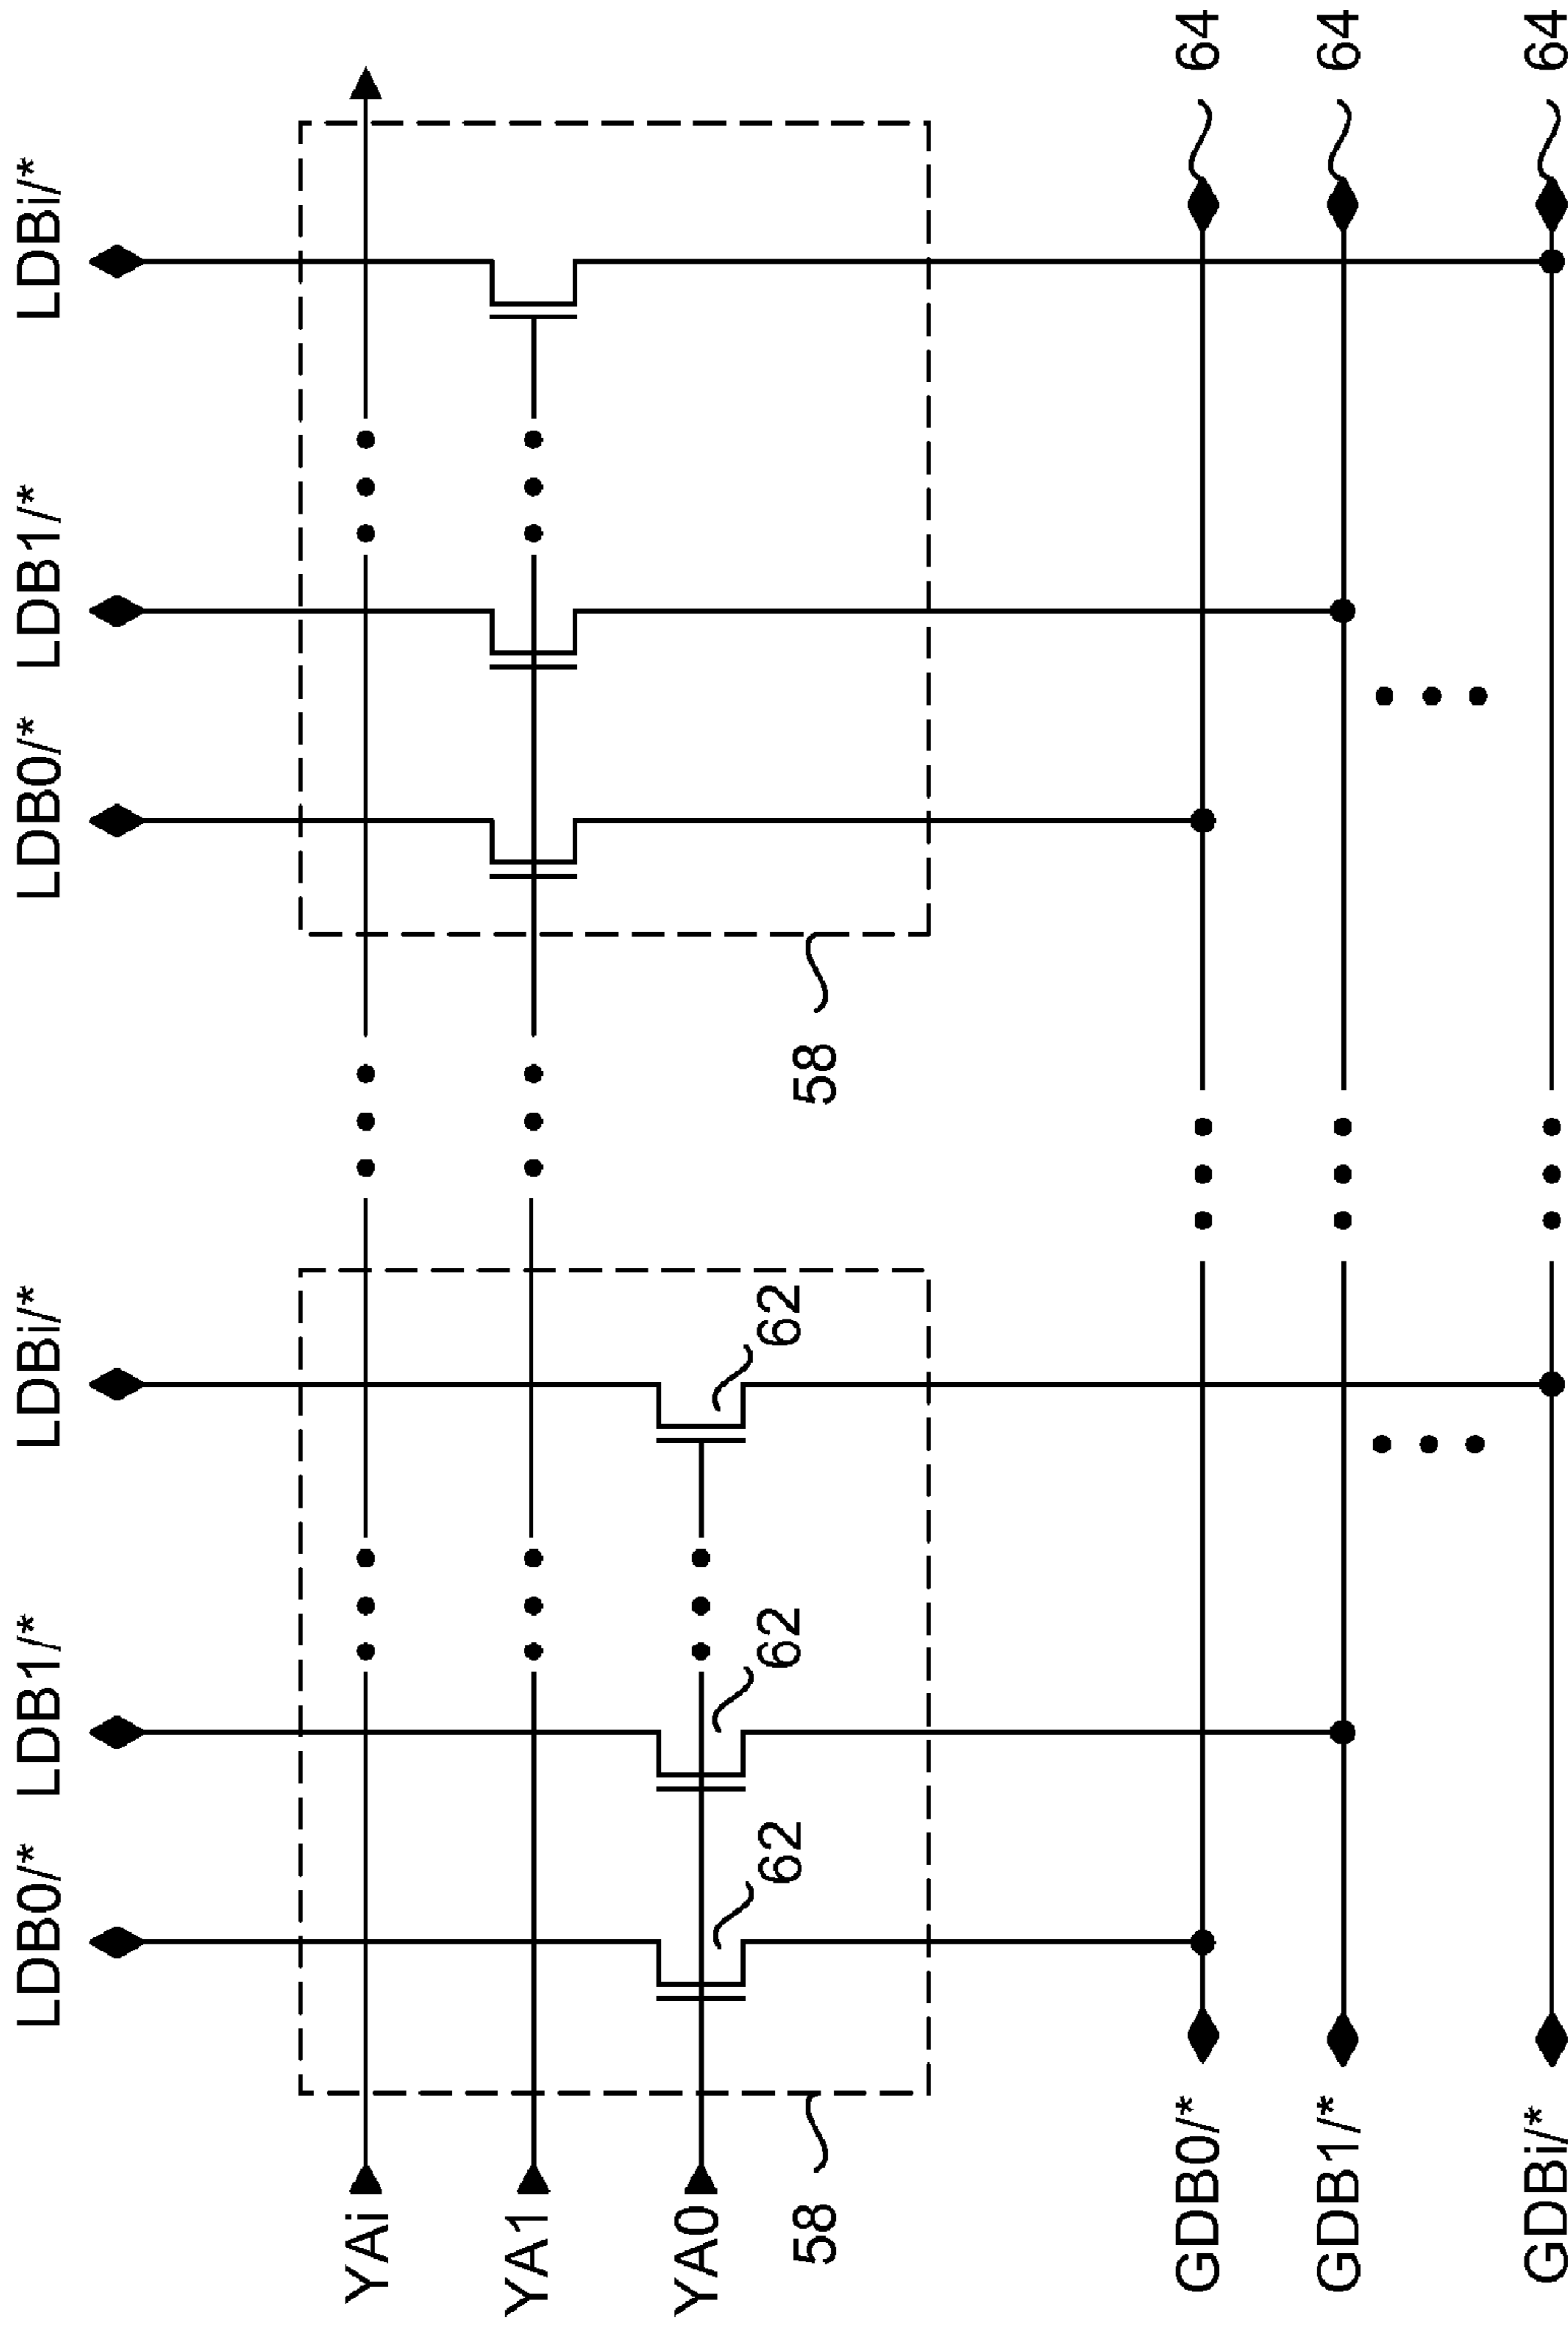 LDB0/* LDB1/* LDBi/* LDB0/* LDB1/* LDBi/*
YAi
YA1
YA0
62 62 62
58 58
GDB0/* 64
GDB1/* 64
GDBi/* 64